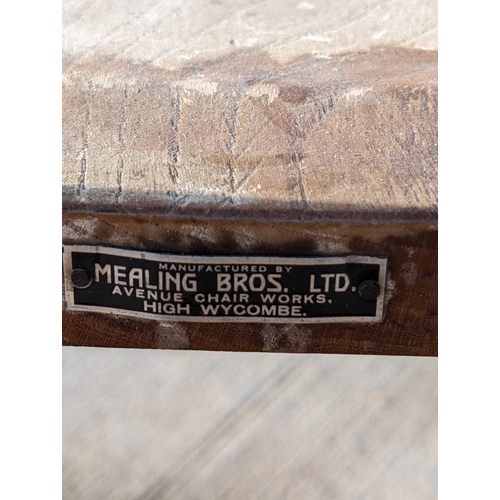 MANUFACTURED BY
MEALING BROS. LTD.
AVENUE CHAIR WORKS,
HIGH WYCOMBE.